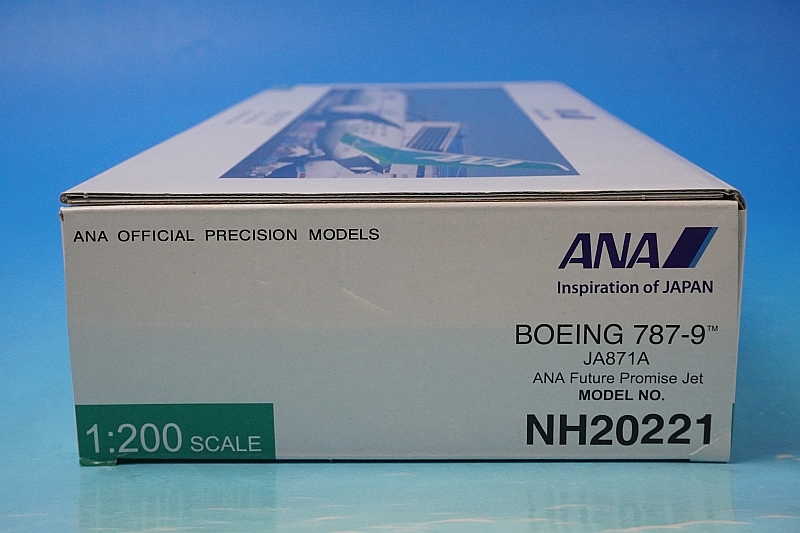 ANA
ANA OFFICIAL PRECISION MODELS
ANA
Inspiration of JAPAN
BOEING 787-9™
JA871A
ANA Future Promise Jet
MODEL NO.
NH20221
1:200 SCALE